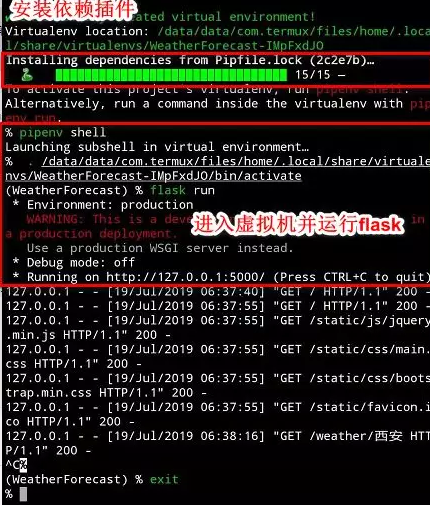 安装依赖插件
ated virtual environment!
Virtualenv location: /data/data/com.termux/files/home/.loca
l/share/virtualenvs/WeatherForecast-IMpFxdJO
Installing dependencies from Pipfile.lock (2c2e7b)…
15/15 —
To activate this project's virtualenv, run pipenv shell.
Alternatively, run a command inside the virtualenv with pip
env run.
% pipenv shell
Launching subshell in virtual environment…
% . /data/data/com.termux/files/home/.local/share/virtuale
nvs/WeatherForecast-IMpFxdJO/bin/activate
(WeatherForecast) % flask run
* Environment: production
WARNING: This is a deve in
a production deployment.
进入虚拟机并运行flask
Use a production WSGI server instead.
* Debug mode: off
* Running on http://127.0.0.1:5000/ (Press CTRL+C to quit)
127.0.0.1 - - [19/Jul/2019 06:37:40] "GET / HTTP/1.1" 200 -
127.0.0.1 - - [19/Jul/2019 06:37:55] "GET / HTTP/1.1" 200 -
127.0.0.1 - - [19/Jul/2019 06:37:55] "GET /static/js/jquery
.min.js HTTP/1.1" 200 -
127.0.0.1 - - [19/Jul/2019 06:37:55] "GET /static/css/main.
css HTTP/1.1" 200 -
127.0.0.1 - - [19/Jul/2019 06:37:55] "GET /static/css/boots
trap.min.css HTTP/1.1" 200 -
127.0.0.1 - - [19/Jul/2019 06:37:55] "GET /static/favicon.i
co HTTP/1.1" 200 -
127.0.0.1 - - [19/Jul/2019 06:38:16] "GET /weather/西安 HTT
P/1.1" 200 -
^C%
(WeatherForecast) % exit
%